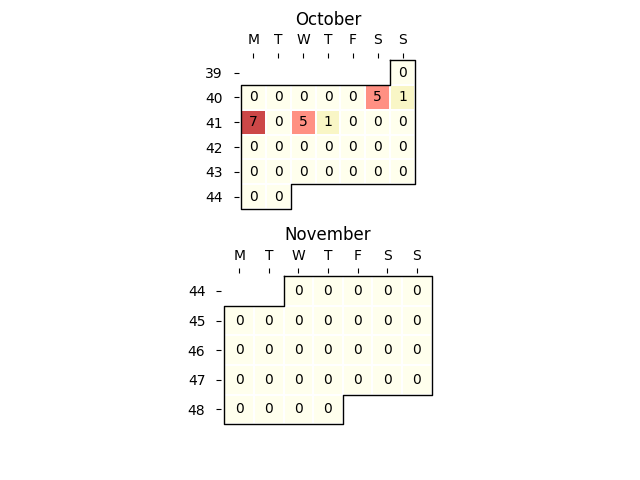 October
M T W T F S S
39 0
40 0 0 0 0 0 5 1
41 7 0 5 1 0 0 0
42 0 0 0 0 0 0 0
43 0 0 0 0 0 0 0
44 0 0
November
M T W T F S S
44 0 0 0 0 0
45 0 0 0 0 0 0 0
46 0 0 0 0 0 0 0
47 0 0 0 0 0 0 0
48 0 0 0 0